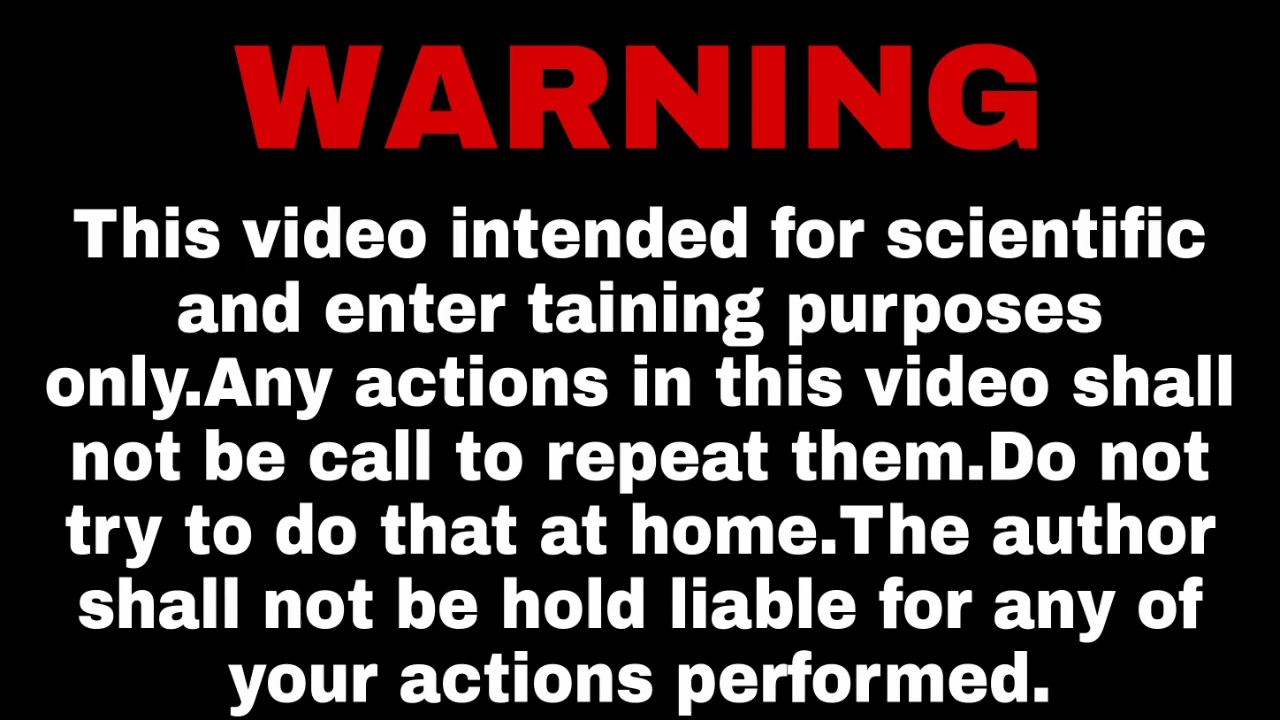 WARNING
This video intended for scientific
and enter taining purposes
only.Any actions in this video shall
not be call to repeat them.Do not
try to do that at home.The author
shall not be hold liable for any of
your actions performed.